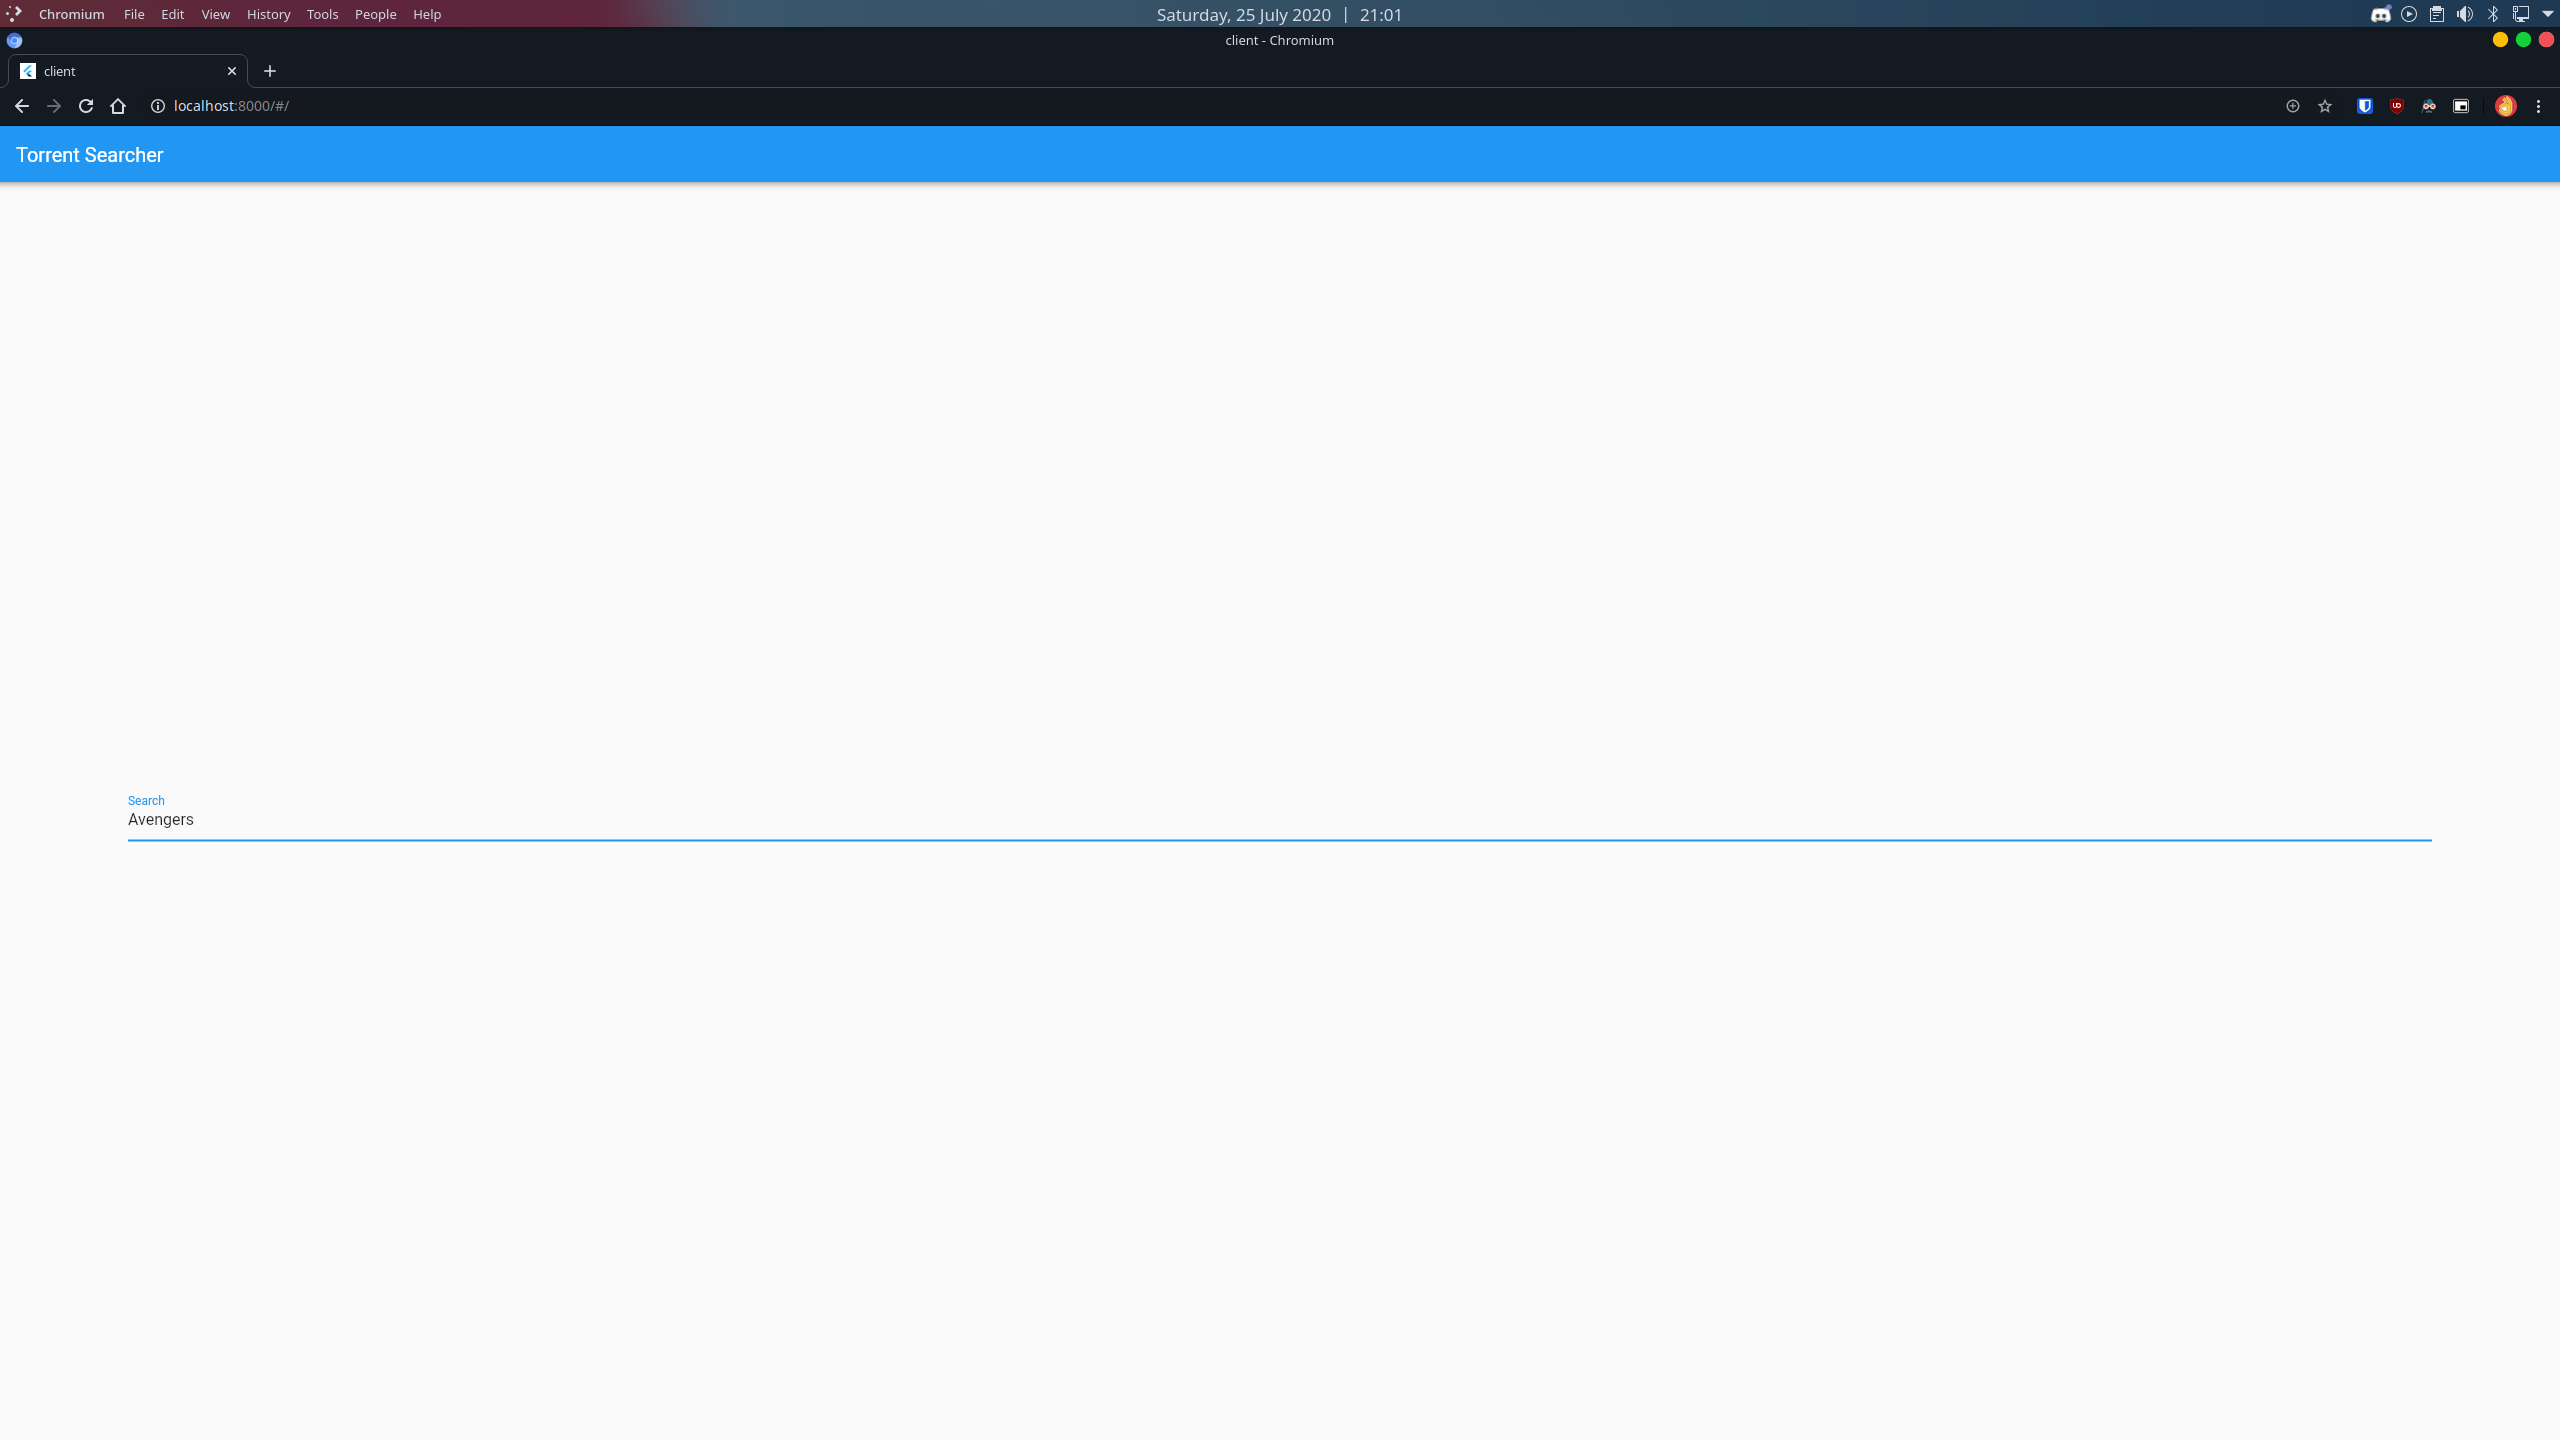 Chromium File Edit View History Tools People Help Saturday, 25 July 2020 | 21:01
client - Chromium
client
localhost:8000/#/
Torrent Searcher
Search
Avengers